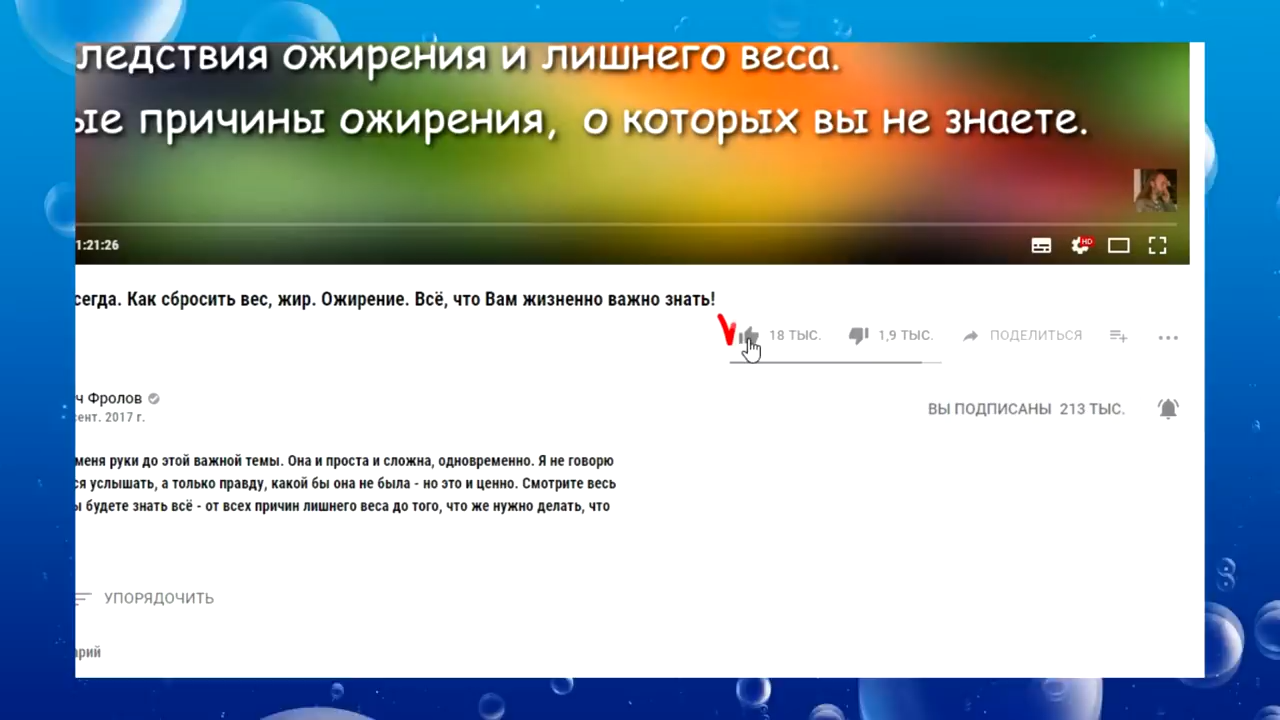 ледствия ожирения и лишнего веса.
ые причины ожирения, о которых вы не знаете.
1:21:26
HD
сегда. Как сбросить вес, жир. Ожирение. Всё, что Вам жизненно важно знать!
18 ТЫС. 1,9 ТЫС. ПОДЕЛИТЬСЯ
ч Фролов
сент. 2017 г.
ВЫ ПОДПИСАНЫ 213 ТЫС.
меня руки до этой важной темы. Она и проста и сложна, одновременно. Я не говорю
ся услышать, а только правду, какой бы она не была - но это и ценно. Смотрите весь
ы будете знать всё - от всех причин лишнего веса до того, что же нужно делать, что
УПОРЯДОЧИТЬ
арий